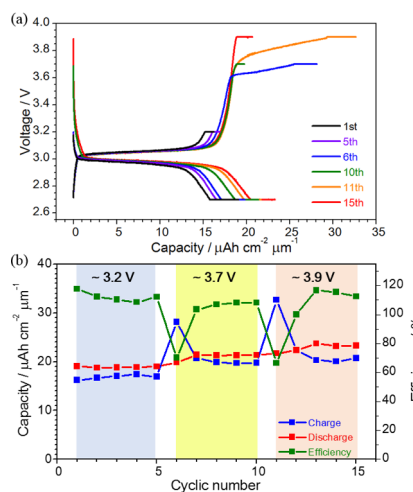 (a)
4.0
3.8
3.6
3.4
3.2
3.0
2.8
2.6
Voltage / V
1st
5th
6th
10th
11th
15th
0 5 10 15 20 25 30 35
Capacity / μAh cm⁻² μm⁻¹
(b)
~ 3.2 V ~ 3.7 V ~ 3.9 V
40
30
20
10
0
Capacity / μAh cm⁻² μm⁻¹
120
100
80
60
40
20
0
Charge
Discharge
Efficiency
0 5 10 15
Cyclic number